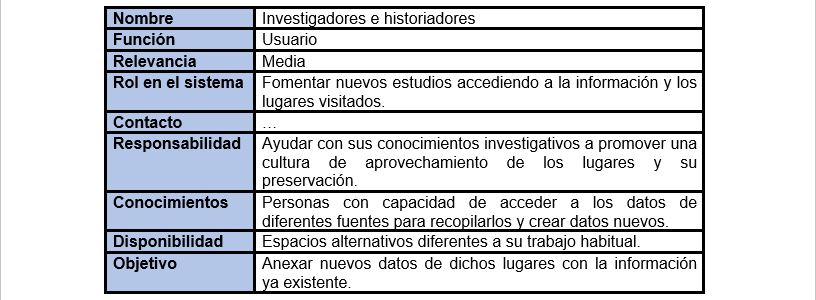 Nombre Investigadores e historiadores
Función Usuario
Relevancia Media
Rol en el sistema Fomentar nuevos estudios accediendo a la información y los
lugares visitados.
Contacto …
Responsabilidad Ayudar con sus conocimientos investigativos a promover una
cultura de aprovechamiento de los lugares y su
preservación.
Conocimientos Personas con capacidad de acceder a los datos de
diferentes fuentes para recopilarlos y crear datos nuevos.
Disponibilidad Espacios alternativos diferentes a su trabajo habitual.
Objetivo Anexar nuevos datos de dichos lugares con la información
ya existente.